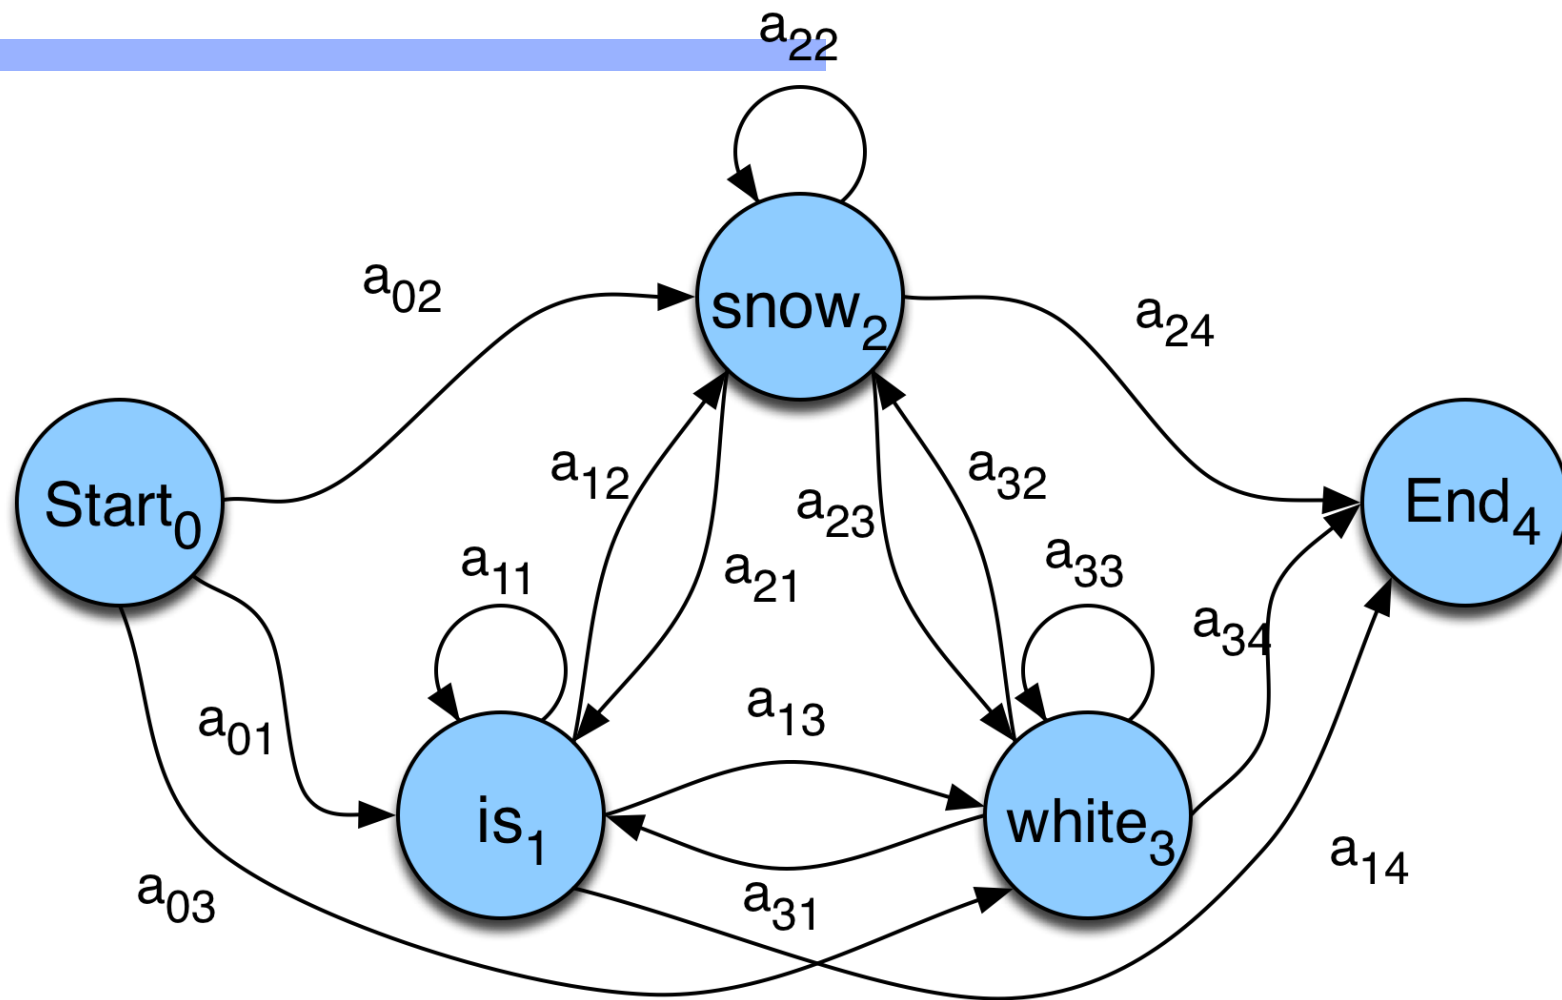 a22
a02
snow2
a24
Start0
a12
a32
a23
End4
a11
a21
a33
a34
a01
a13
is1
white3
a03
a31
a14